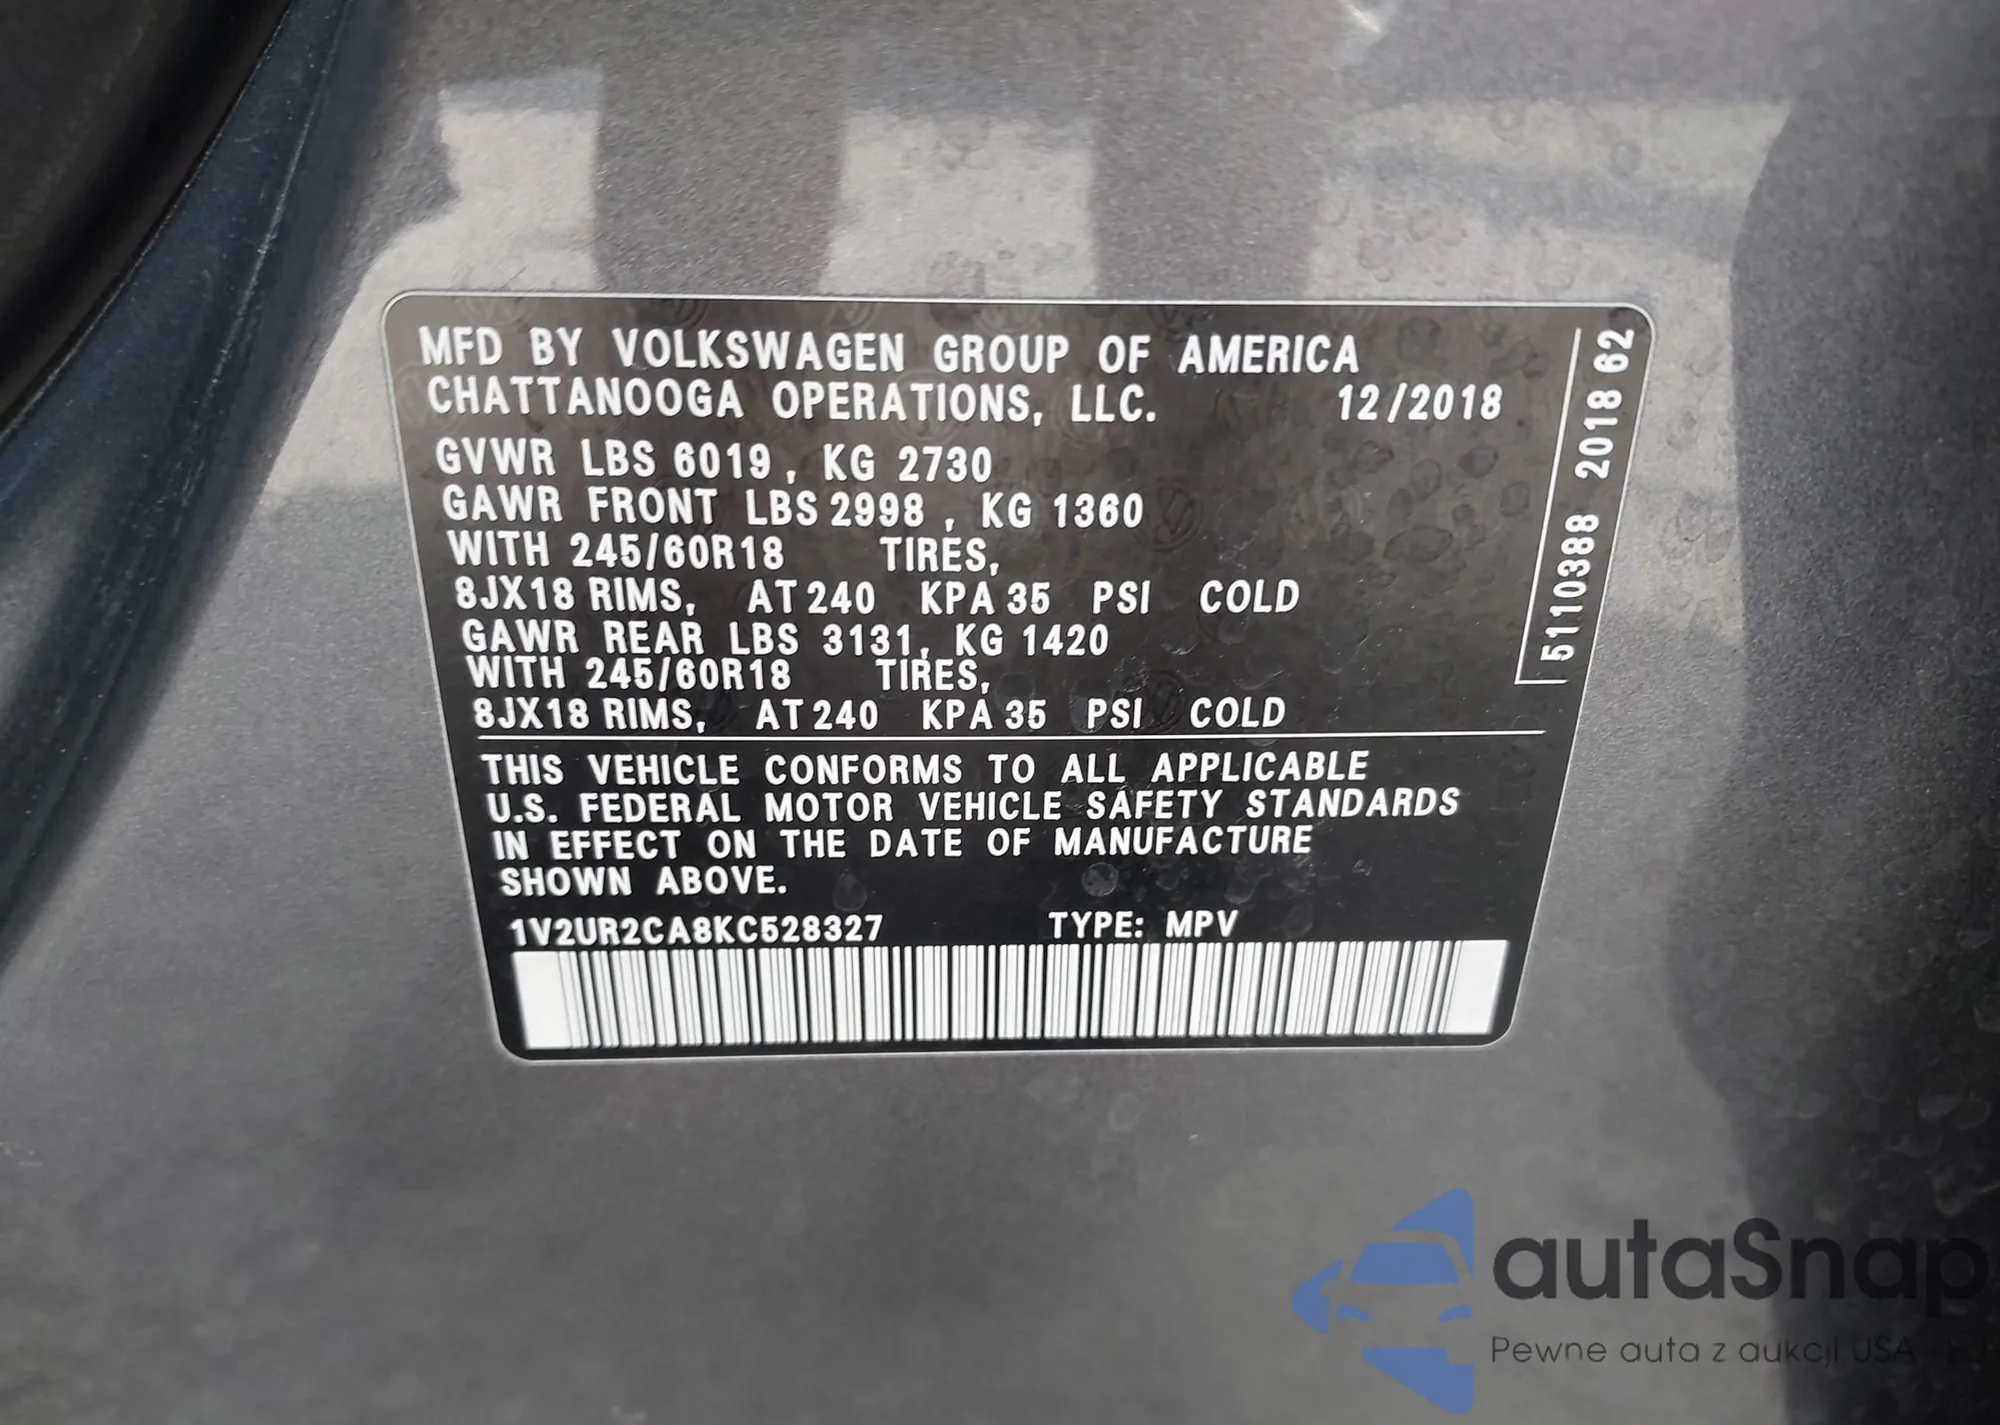 MFD BY VOLKSWAGEN GROUP OF AMERICA
CHATTANOOGA OPERATIONS, LLC. 12/2018
GVWR LBS 6019, KG 2730
GAWR FRONT LBS 2998, KG 1360
WITH 245/60R18 TIRES,
8JX18 RIMS, AT 240 KPA 35 PSI COLD
GAWR REAR LBS 3131, KG 1420
WITH 245/60R18 TIRES,
8JX18 RIMS, AT 240 KPA 35 PSI COLD
THIS VEHICLE CONFORMS TO ALL APPLICABLE
U.S. FEDERAL MOTOR VEHICLE SAFETY STANDARDS
IN EFFECT ON THE DATE OF MANUFACTURE
SHOWN ABOVE.
1V2UR2CA8KC528327 TYPE: MPV
5110388 2018 62
autaSnap
Pewne auta z aukcji USA